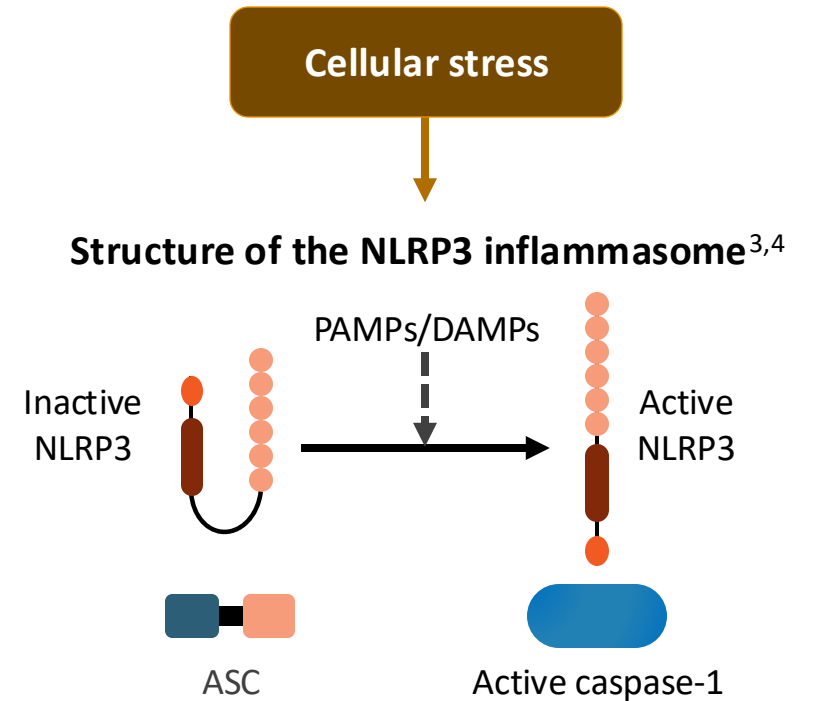 Cellular stress
Structure of the NLRP3 inflammasome3,4
PAMPs/DAMPs
Inactive
NLRP3
Active
NLRP3
ASC
Active caspase-1